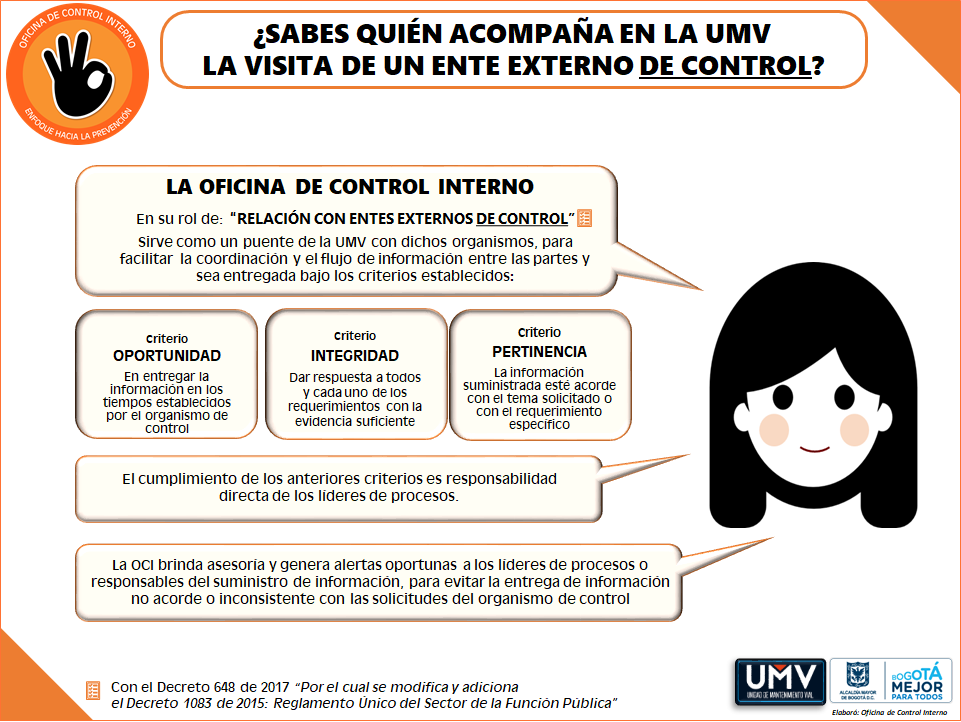 OFICINA DE CONTROL INTERNO
ENFOQUE HACIA LA PREVENCIÓN
¿SABES QUIÉN ACOMPAÑA EN LA UMV
LA VISITA DE UN ENTE EXTERNO DE CONTROL?
LA OFICINA DE CONTROL INTERNO
En su rol de: "RELACIÓN CON ENTES EXTERNOS DE CONTROL"
Sirve como un puente de la UMV con dichos organismos, para
facilitar la coordinación y el flujo de información entre las partes y
sea entregada bajo los criterios establecidos:
Criterio
OPORTUNIDAD
En entregar la
información en los
tiempos establecidos
por el organismo de
control
Criterio
INTEGRIDAD
Dar respuesta a todos
y cada uno de los
requerimientos con la
evidencia suficiente
Criterio
PERTINENCIA
La información
suministrada esté acorde
con el tema solicitado o
con el requerimiento
específico
El cumplimiento de los anteriores criterios es responsabilidad
directa de los líderes de procesos.
La OCI brinda asesoría y genera alertas oportunas a los líderes de procesos o
responsables del suministro de información, para evitar la entrega de información
no acorde o inconsistente con las solicitudes del organismo de control
Con el Decreto 648 de 2017 "Por el cual se modifica y adiciona
el Decreto 1083 de 2015: Reglamento Único del Sector de la Función Pública"
UMV
UNIDAD DE MANTENIMIENTO VIAL
ALCALDÍA MAYOR
DE BOGOTÁ D.C.
BOGOTÁ
MEJOR
PARA TODOS
Elaboró: Oficina de Control Interno